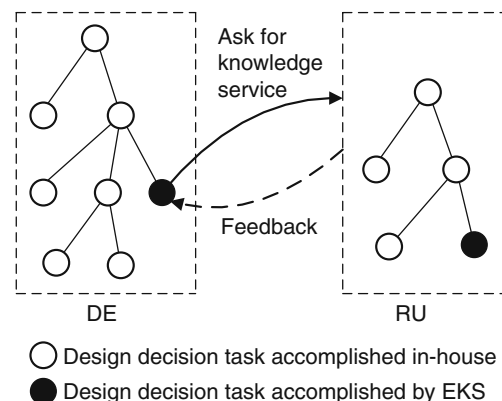 Ask for
knowledge
service
Feedback
DE
RU
Design decision task accomplished in-house
Design decision task accomplished by EKS